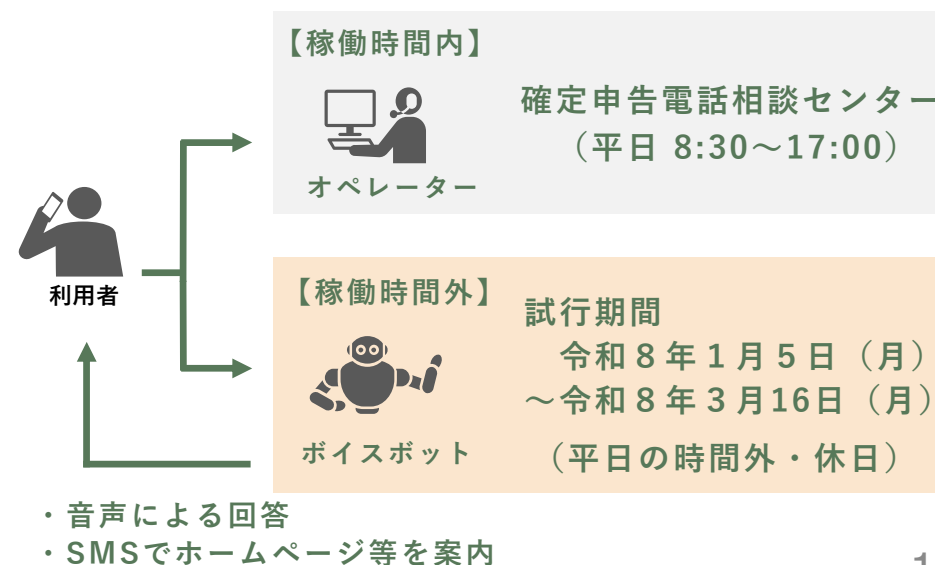 【稼働時間内】
確定申告電話相談センター
（平日 8:30～17:00）
オペレーター
利用者
【稼働時間外】
試行期間
令和８年１月５日（月）
～令和８年３月16日（月）
（平日の時間外・休日）
ボイスボット
・音声による回答
・SMSでホームページ等を案内
1